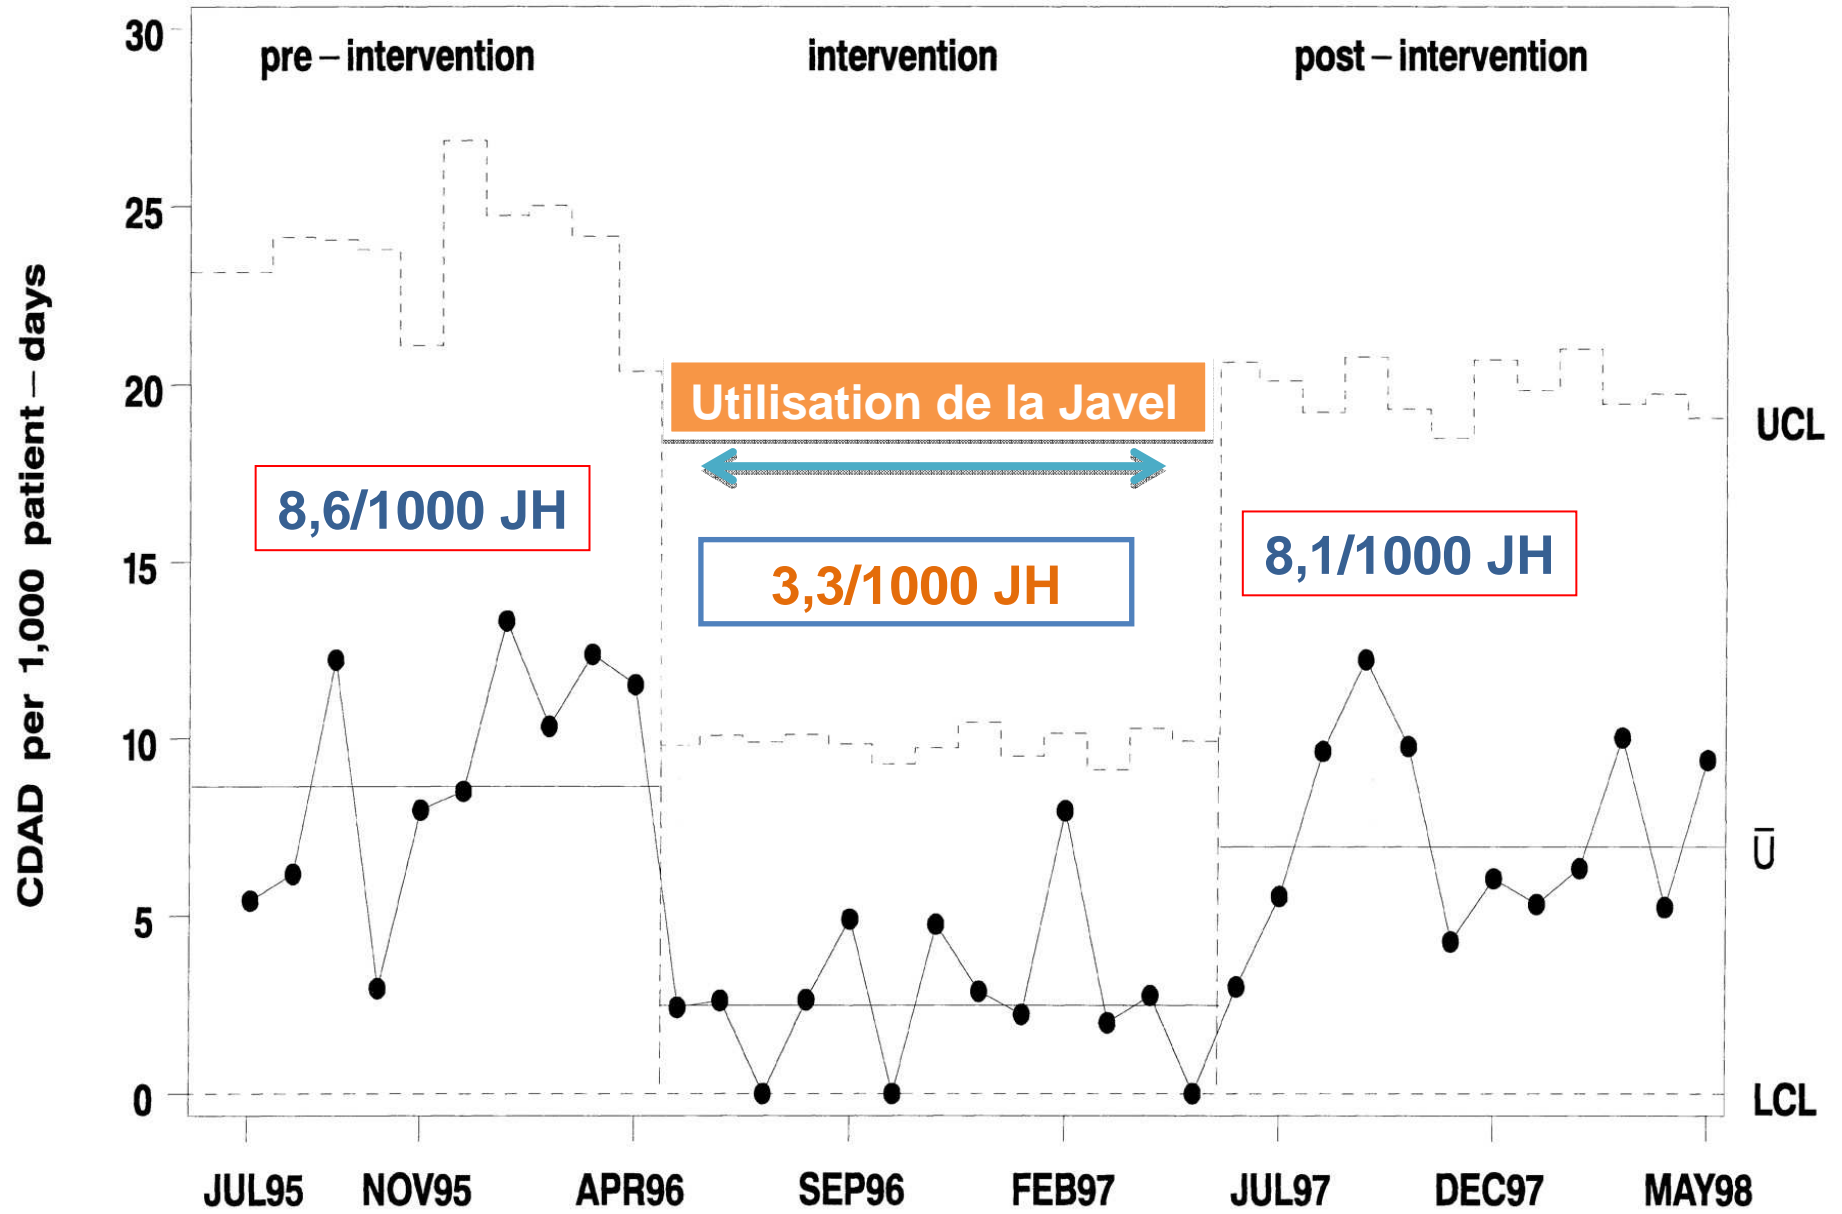 pre – intervention
intervention
post – intervention
30
25
20
15
10
5
0
CDAD per 1,000 patient – days
Utilisation de la Javel
8,6/1000 JH
3,3/1000 JH
8,1/1000 JH
UCL
U̅
LCL
JUL95 NOV95 APR96 SEP96 FEB97 JUL97 DEC97 MAY98